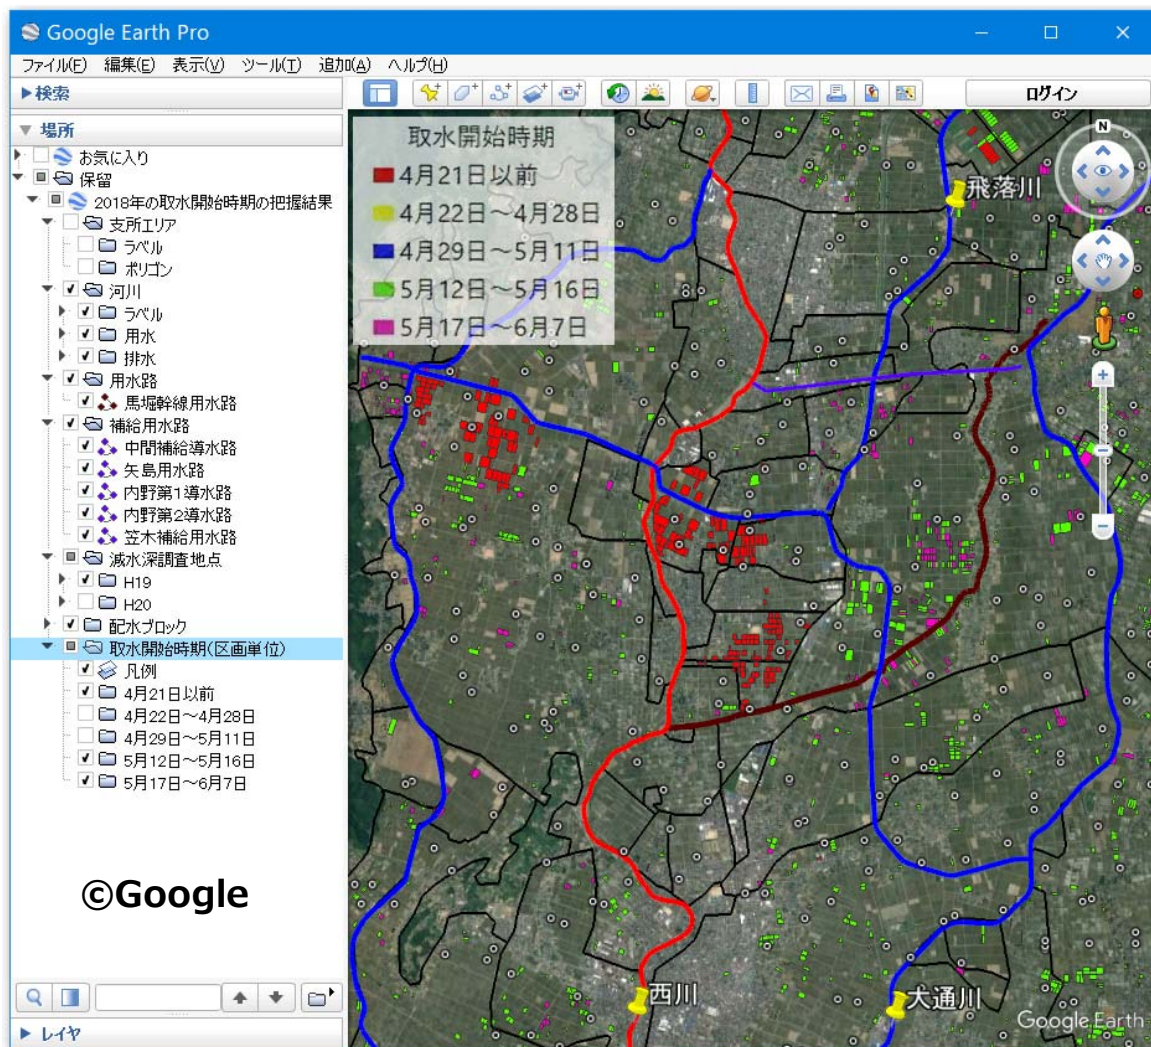 Google Earth Pro
ファイル(F) 編集(E) 表示(V) ツール(T) 追加(A) ヘルプ(H)
検索
ログイン
場所
お気に入り
保留
2018年の取水開始時期の把握結果
支所エリア
ラベル
ポリゴン
河川
ラベル
用水
排水
用水路
馬堀幹線用水路
補給用水路
中間補給導水路
矢島用水路
内野第1導水路
内野第2導水路
笠木補給用水路
減水深調査地点
H19
H20
配水ブロック
取水開始時期(区画単位)
凡例
4月21日以前
4月22日～4月28日
4月29日～5月11日
5月12日～5月16日
5月17日～6月7日
©Google
レイヤ
取水開始時期
4月21日以前
4月22日～4月28日
4月29日～5月11日
5月12日～5月16日
5月17日～6月7日
N
飛落川
西川
大通川
Google Earth